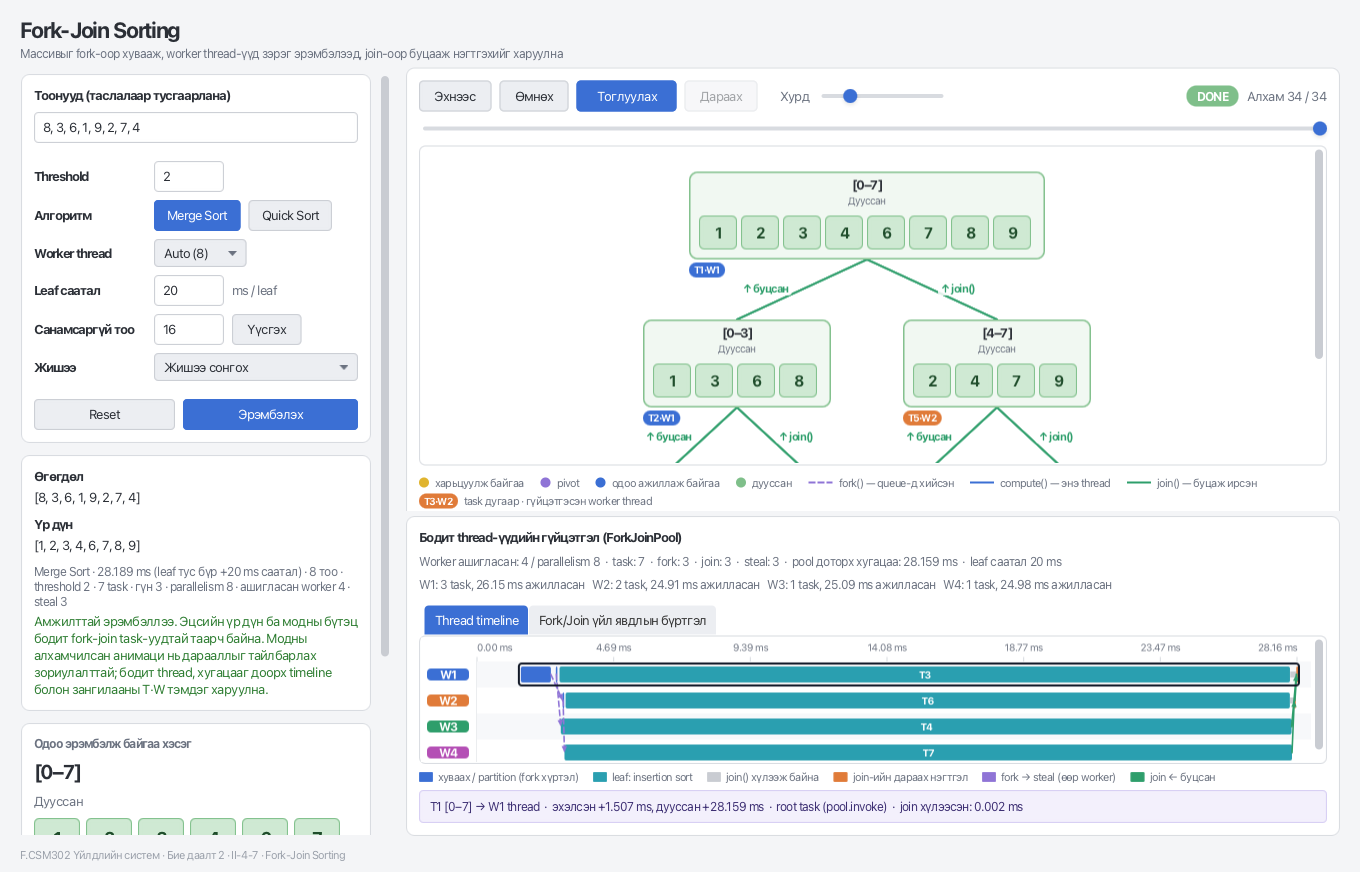 Fork-Join Sorting
Массивыг fork-оор хувааж, worker thread-үүд зэрэг эрэмбэлээд, join-оор буцааж нэгтгэхийг харуулна
Тоонууд (таслалаар тусгаарлана)
8, 3, 6, 1, 9, 2, 7, 4
Threshold 2
Алгоритм Merge Sort Quick Sort
Worker thread Auto (8)
Leaf саатал 20 ms / leaf
Санамсаргүй тоо 16 Үүсгэх
Жишээ Жишээ сонгох
Reset Эрэмбэлэх
Өгөгдөл
[8, 3, 6, 1, 9, 2, 7, 4]
Үр дүн
[1, 2, 3, 4, 6, 7, 8, 9]
Merge Sort · 28.189 ms (leaf тус бүр +20 ms саатал) · 8 тоо ·
threshold 2 · 7 task · гүн 3 · parallelism 8 · ашигласан worker 4 ·
steal 3
Амжилттай эрэмбэллээ. Эцсийн үр дүн ба модны бүтэц
бодит fork-join task-уудтай таарч байна. Модны
алхамчилсан анимаци нь дарааллыг тайлбарлах
зориулалттай; бодит thread, хугацааг доорх timeline
болон зангилааны T·W тэмдэг харуулна.
Одоо эрэмбэлж байгаа хэсэг
[0–7]
Дууссан
Эхнээс Өмнөх Тоглуулах Дараах Хурд DONE Алхам 34 / 34
[0–7]
Дууссан
1 2 3 4 6 7 8 9
T1·W1
↑ буцсан ↑ join()
[0–3] [4–7]
Дууссан Дууссан
1 3 6 8 2 4 7 9
T2·W1 T5·W2
↑ буцсан ↑ join() ↑ буцсан ↑ join()
харьцуулж байгаа pivot одоо ажиллаж байгаа дууссан fork() — queue-д хийсэн compute() — энэ thread join() — буцаж ирсэн
T3·W2 task дугаар · гүйцэтгэсэн worker thread
Бодит thread-үүдийн гүйцэтгэл (ForkJoinPool)
Worker ашигласан: 4 / parallelism 8 · task: 7 · fork: 3 · join: 3 · steal: 3 · pool доторх хугацаа: 28.159 ms · leaf саатал 20 ms
W1: 3 task, 26.15 ms ажилласан W2: 2 task, 24.91 ms ажилласан W3: 1 task, 25.09 ms ажилласан W4: 1 task, 24.98 ms ажилласан
Thread timeline Fork/Join үйл явдлын бүртгэл
0.00 ms 4.69 ms 9.39 ms 14.08 ms 18.77 ms 23.47 ms 28.16 ms
W1 T3
W2 T6
W3 T4
W4 T7
хуваах / partition (fork хүртэл) leaf: insertion sort join() хүлээж байна join-ийн дараах нэгтгэл fork → steal (өөр worker) join ← буцсан
T1 [0–7] → W1 thread · эхэлсэн +1.507 ms, дууссан +28.159 ms · root task (pool.invoke) · join хүлээсэн: 0.002 ms
F.CSM302 Үйлдлийн систем · Бие даалт 2 · II-4-7 · Fork-Join Sorting